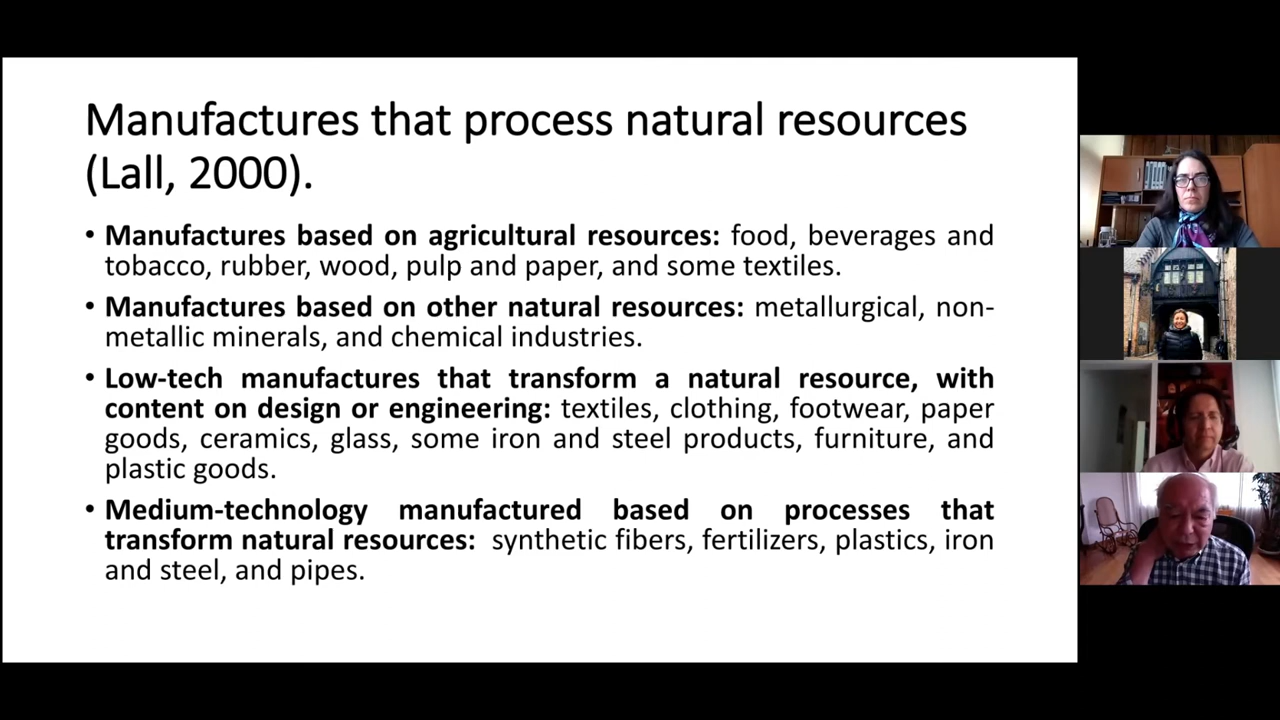 Manufactures that process natural resources
(Lall, 2000).
• Manufactures based on agricultural resources: food, beverages and
tobacco, rubber, wood, pulp and paper, and some textiles.
• Manufactures based on other natural resources: metallurgical, non-
metallic minerals, and chemical industries.
• Low-tech manufactures that transform a natural resource, with
content on design or engineering: textiles, clothing, footwear, paper
goods, ceramics, glass, some iron and steel products, furniture, and
plastic goods.
• Medium-technology manufactured based on processes that
transform natural resources: synthetic fibers, fertilizers, plastics, iron
and steel, and pipes.